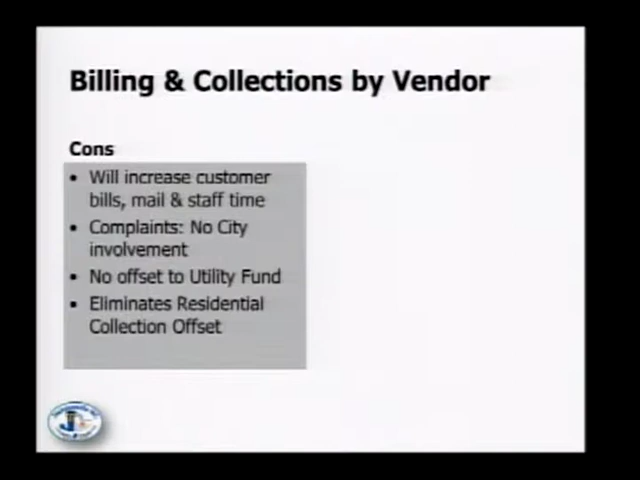 Billing & Collections by Vendor
Cons
• Will increase customer
bills, mail & staff time
• Complaints: No City
involvement
• No offset to Utility Fund
• Eliminates Residential
Collection Offset